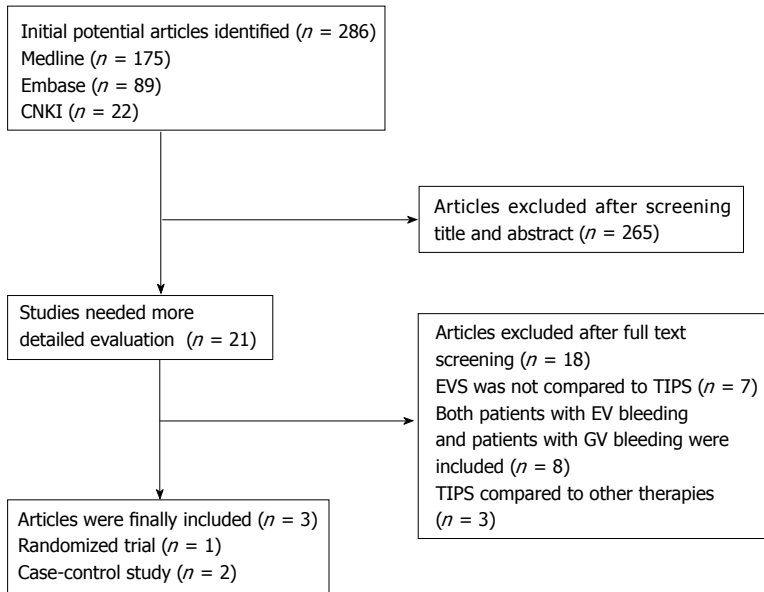 Initial potential articles identified (n = 286)
Medline (n = 175)
Embase (n = 89)
CNKI (n = 22)
Articles excluded after screening
title and abstract (n = 265)
Studies needed more
detailed evaluation (n = 21)
Articles excluded after full text
screening (n = 18)
EVS was not compared to TIPS (n = 7)
Both patients with EV bleeding
and patients with GV bleeding were
included (n = 8)
TIPS compared to other therapies
(n = 3)
Articles were finally included (n = 3)
Randomized trial (n = 1)
Case-control study (n = 2)